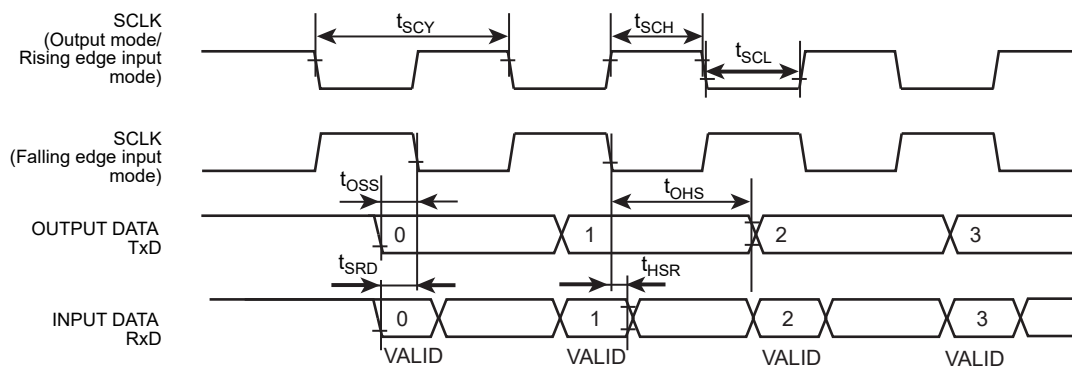 SCLK
(Output mode/
Rising edge input
mode)
tSCY
tSCH
tSCL
SCLK
(Falling edge input
mode)
tOSS
tOHS
OUTPUT DATA
TxD
0
1
2
3
tSRD
tHSR
INPUT DATA
RxD
0
1
2
3
VALID
VALID
VALID
VALID